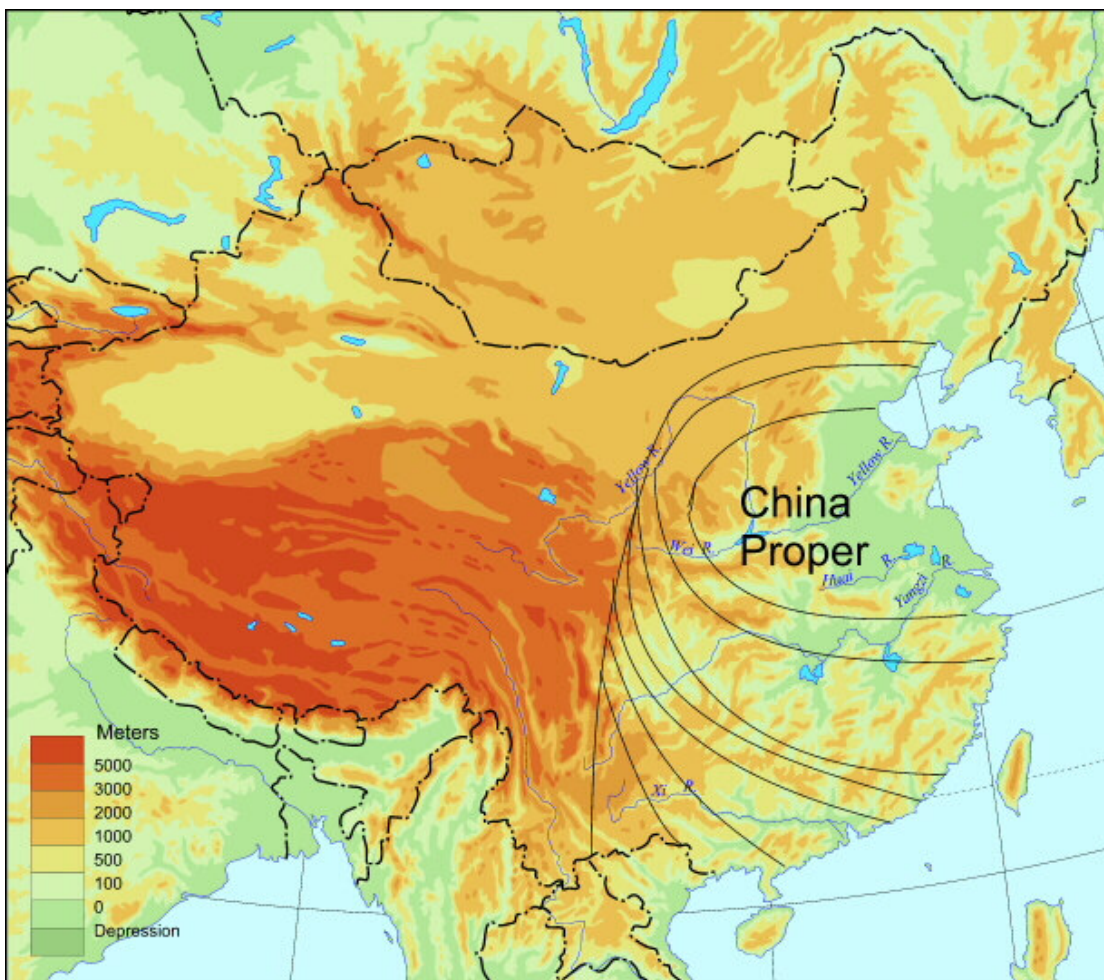 China
Proper
Yellow R.
Yellow R.
Wei R.
Huai R.
Yangzi R.
Xi R.
Meters
5000
3000
2000
1000
500
100
0
Depression